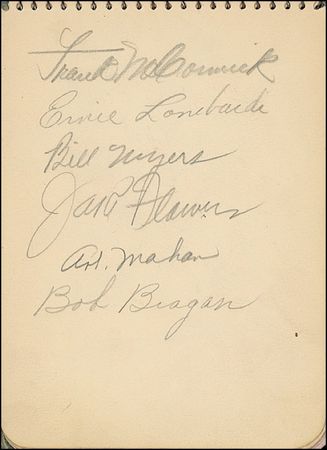 Frank McCormick
Ernie Lombardi
Bill Myers
Jake Flowers
Art. Mahan
Bob Bragan